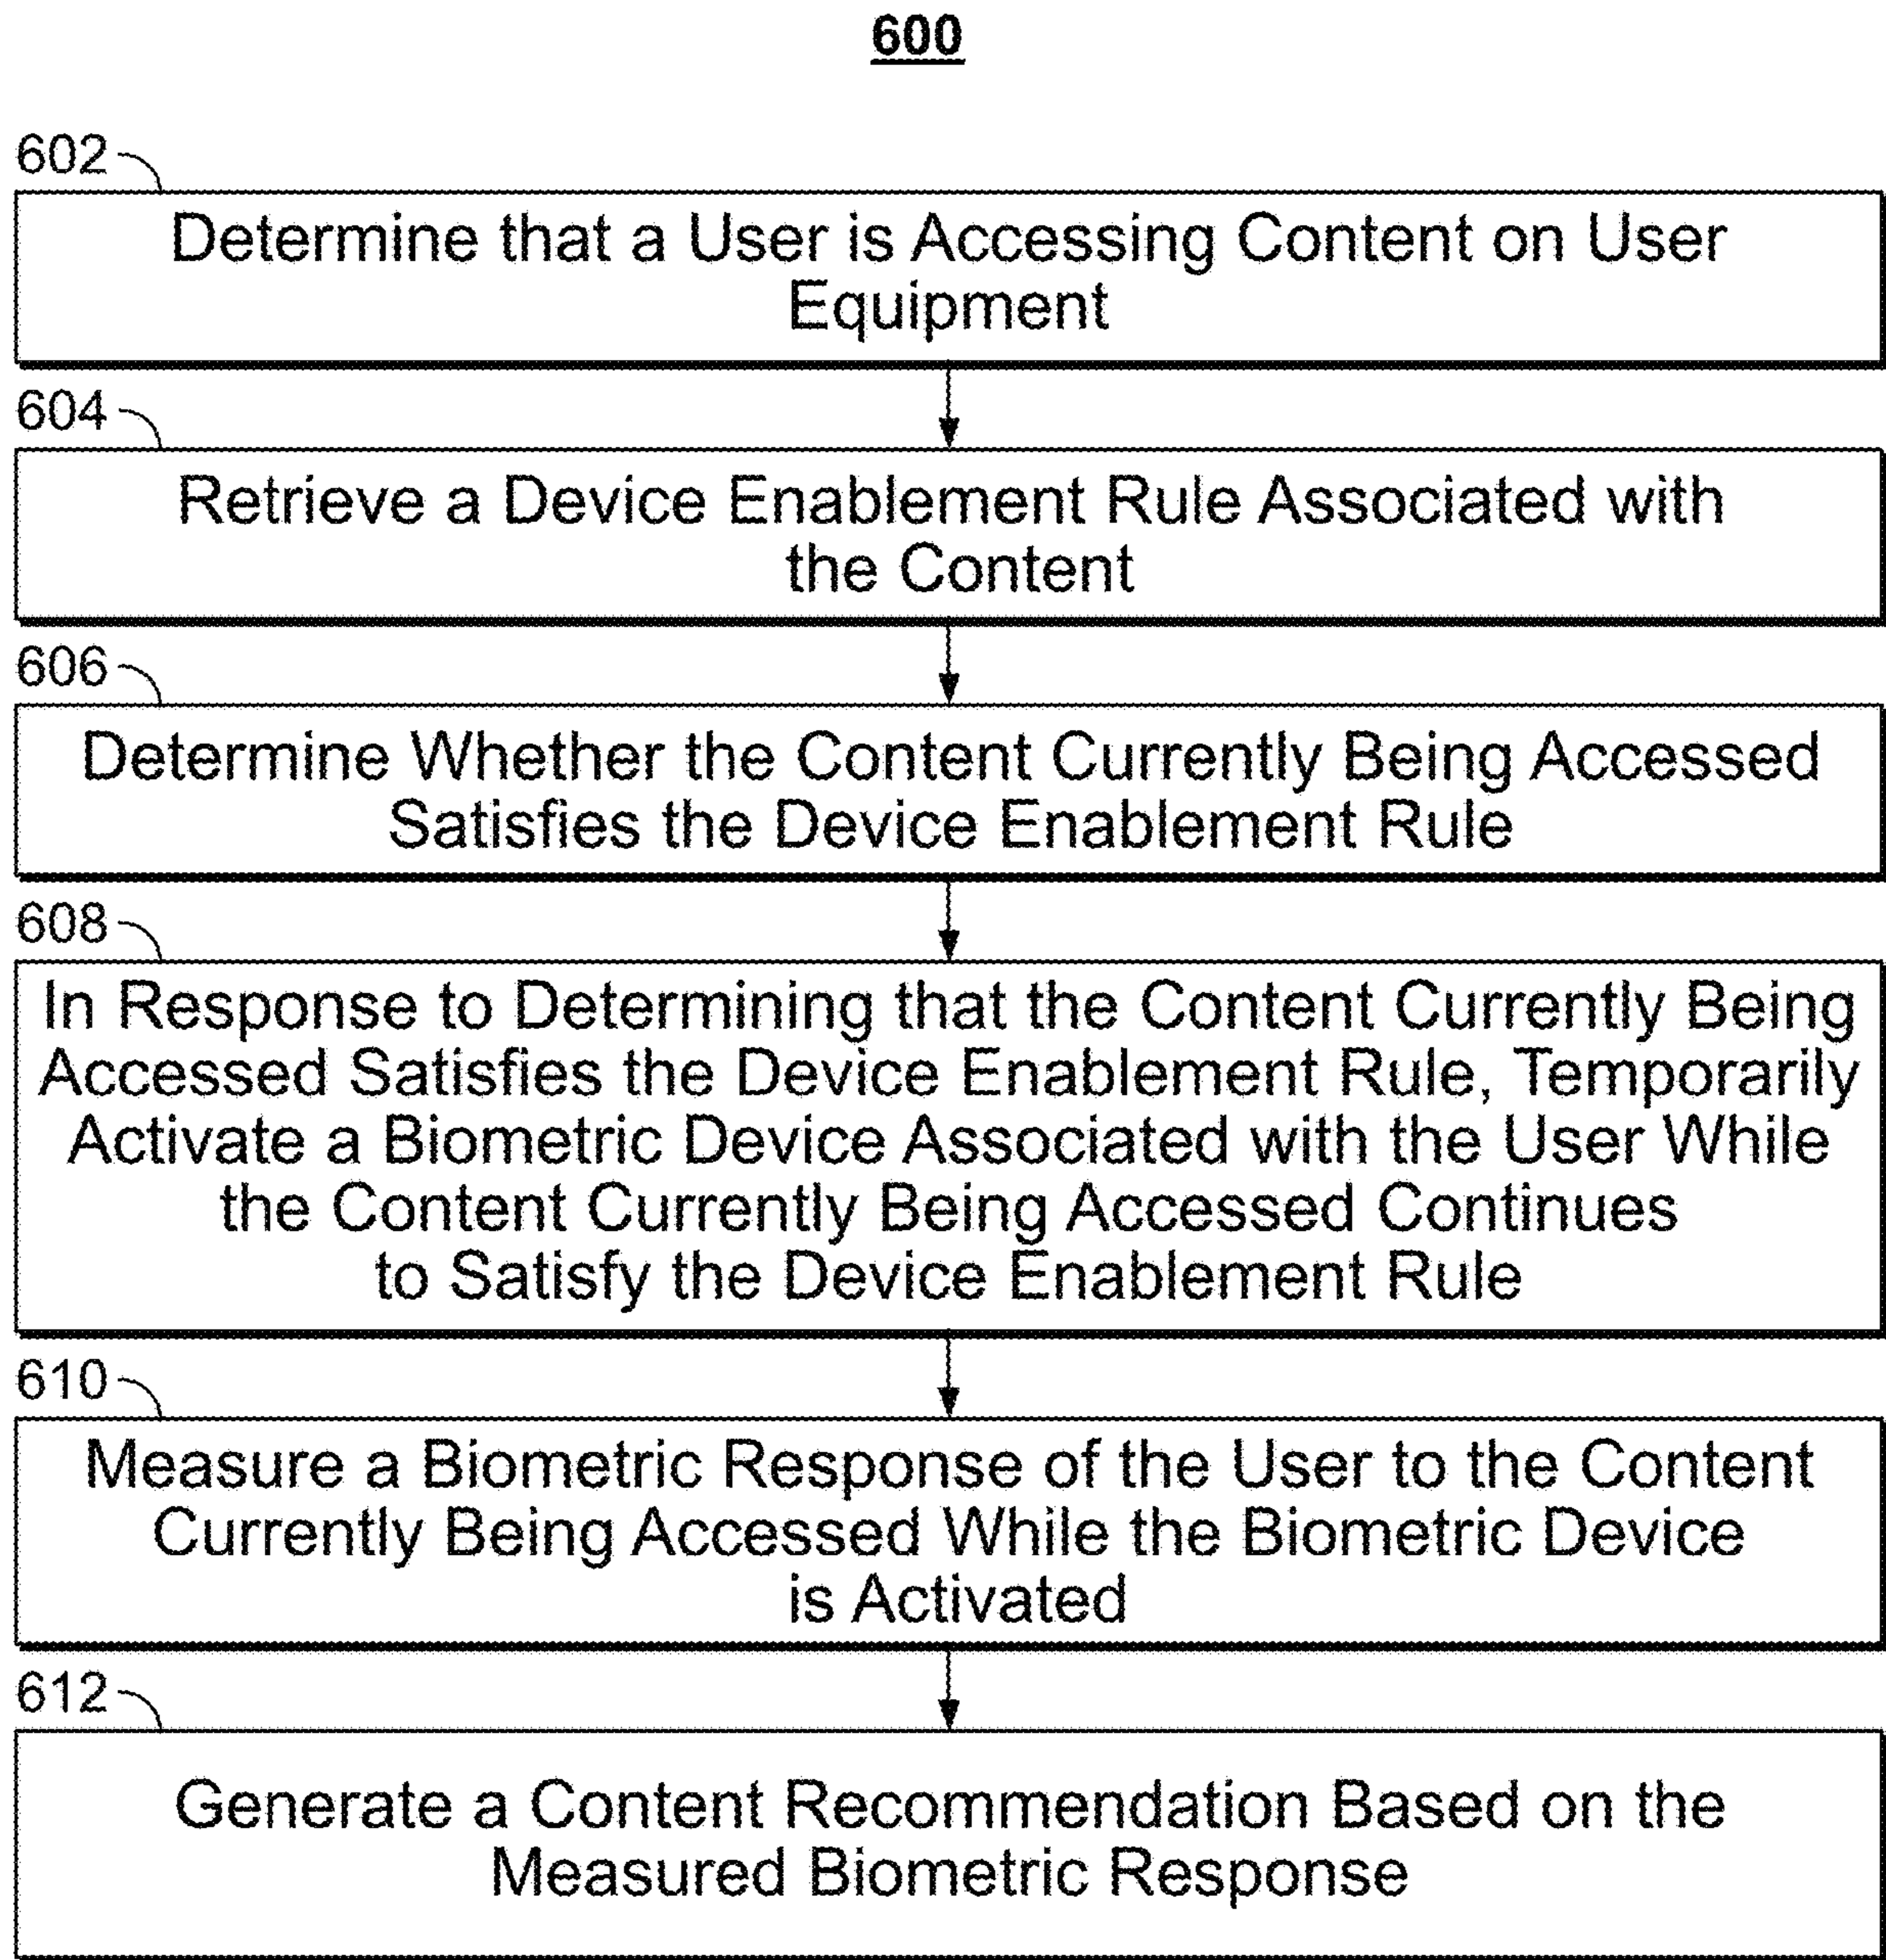 600
602
Determine that a User is Accessing Content on User
Equipment
604
Retrieve a Device Enablement Rule Associated with
the Content
606
Determine Whether the Content Currently Being Accessed
Satisfies the Device Enablement Rule
608
In Response to Determining that the Content Currently Being
Accessed Satisfies the Device Enablement Rule, Temporarily
Activate a Biometric Device Associated with the User While
the Content Currently Being Accessed Continues
to Satisfy the Device Enablement Rule
610
Measure a Biometric Response of the User to the Content
Currently Being Accessed While the Biometric Device
is Activated
612
Generate a Content Recommendation Based on the
Measured Biometric Response